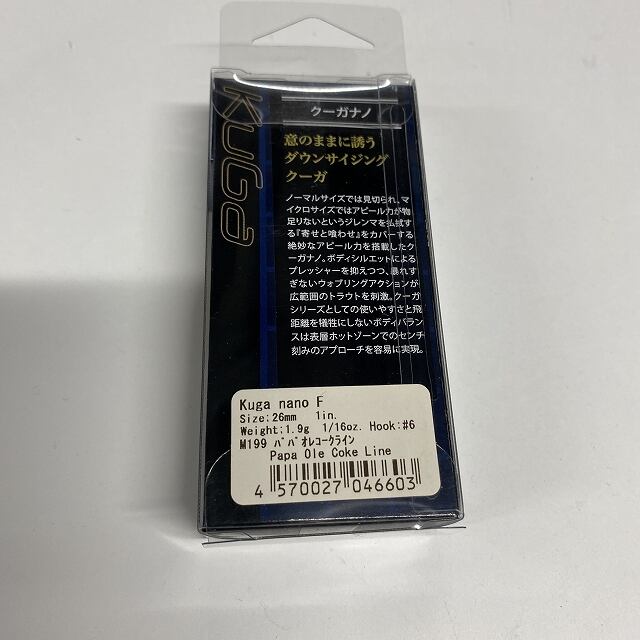 KUGa
クーガナノ
意のままに誘う
ダウンサイジング
クーガ
ノーマルサイズでは見切られ、マ
イクロサイズではアピール力が物
足りないというジレンマを払拭す
る『寄せと喰わせ』をカバーする
絶妙なアピール力を搭載したク
ーガナノ。ボディシルエットによる
プレッシャーを抑えつつ、暴れす
ぎないウォブリングアクションが
広範囲のトラウトを刺激。クーガ
シリーズとしての使いやすさと飛
距離を犠牲にしないボディバラン
スは表層ホットゾーンでのセンチ
刻みのアプローチを容易に実現。
Kuga nano F
Size:26mm 1in.
Weight:1.9g 1/16oz. Hook:#6
M199 パパオレコークライン
Papa Ole Coke Line
4 570027 046603